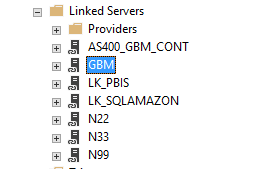 Linked Servers
Providers
AS400_GBM_CONT
GBM
LK_PBIS
LK_SQLAMAZON
N22
N33
N99